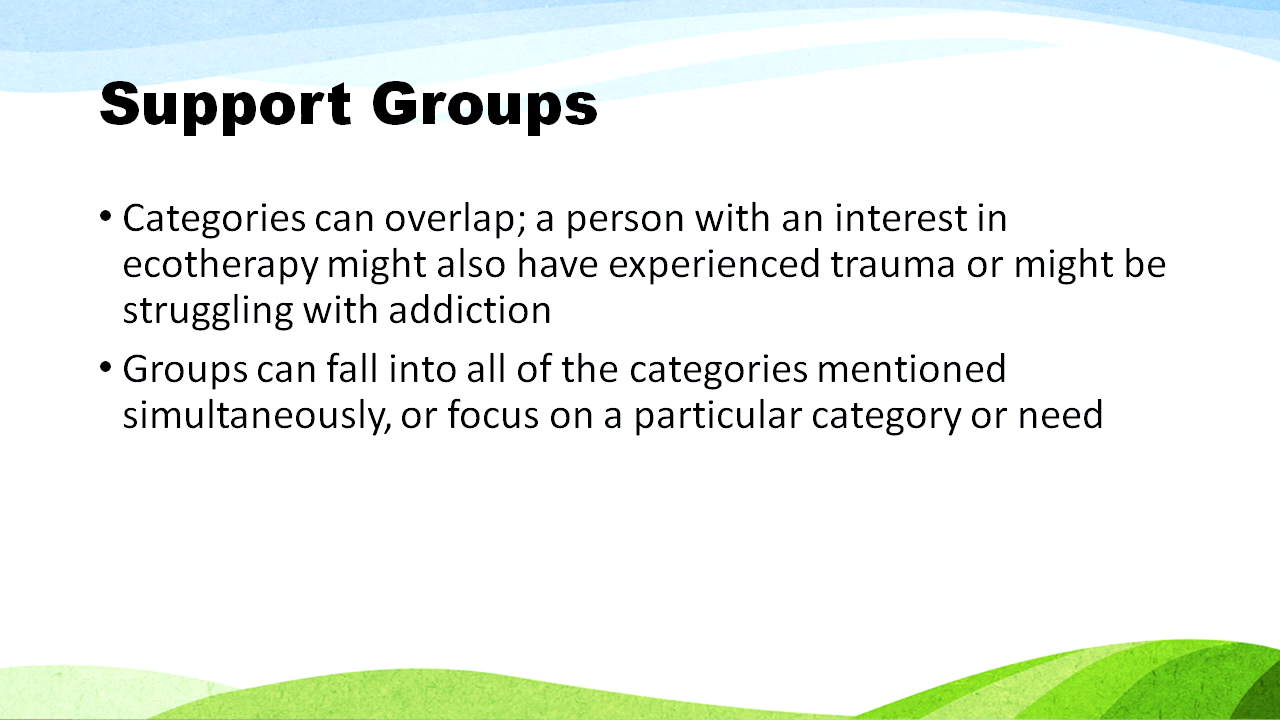 Support Groups
• Categories can overlap; a person with an interest in
ecotherapy might also have experienced trauma or might be
struggling with addiction
• Groups can fall into all of the categories mentioned
simultaneously, or focus on a particular category or need